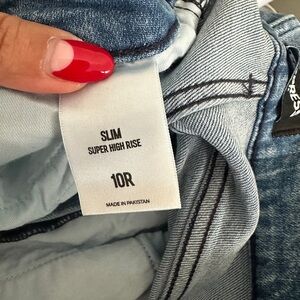 SLIM
SUPER HIGH RISE
10R
MADE IN PAKISTAN